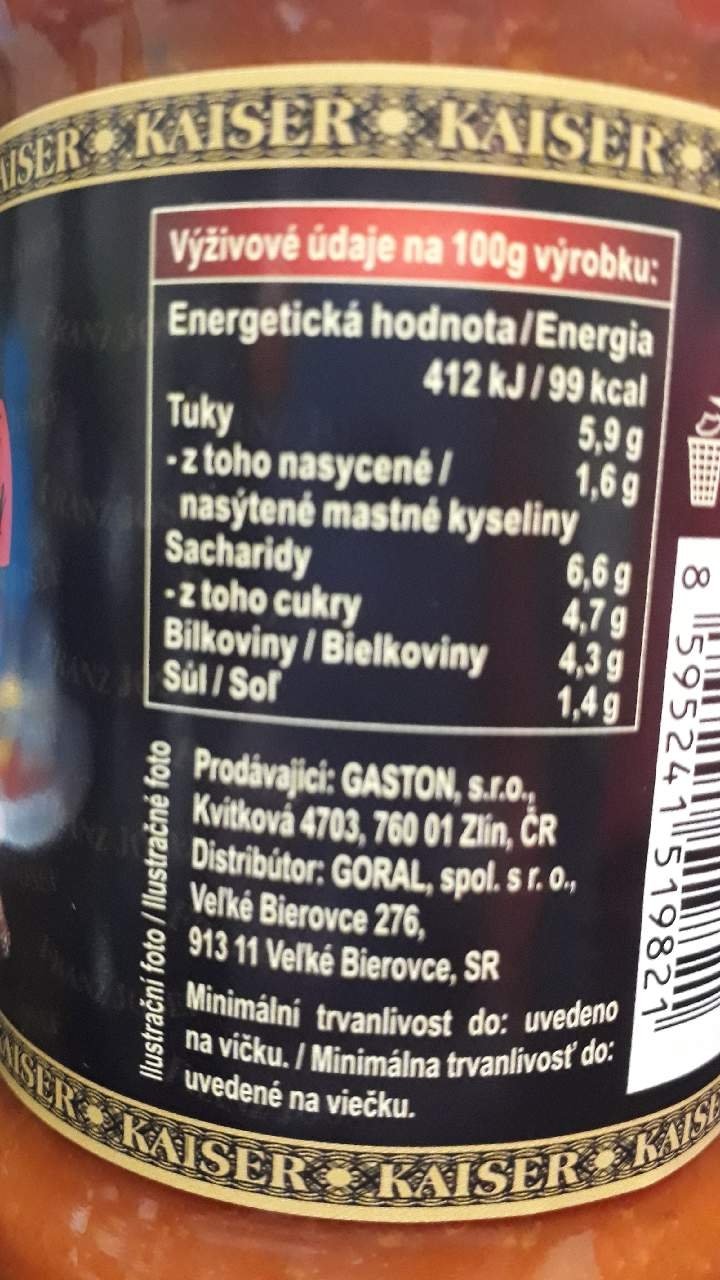 KAISER KAISER
Výživové údaje na 100g výrobku:
Energetická hodnota/Energia
412 kJ / 99 kcal
Tuky 5,9 g
- z toho nasycené / 1,6 g
nasýtené mastné kyseliny
Sacharidy 6,6 g
- z toho cukry 4,7 g
Bílkoviny / Bielkoviny 4,3 g
Sůl / Soľ 1,4 g
Ilustrační foto / Ilustračné foto
Prodávající: GASTON, s.r.o.,
Kvítková 4703, 760 01 Zlín, ČR
Distribútor: GORAL, spol. s r. o.,
Veľké Bierovce 276,
913 11 Veľké Bierovce, SR
Minimální trvanlivost do: uvedeno
na víčku. / Minimálna trvanlivosť do:
uvedené na viečku.
8 595241 519821
KAISER KAISER